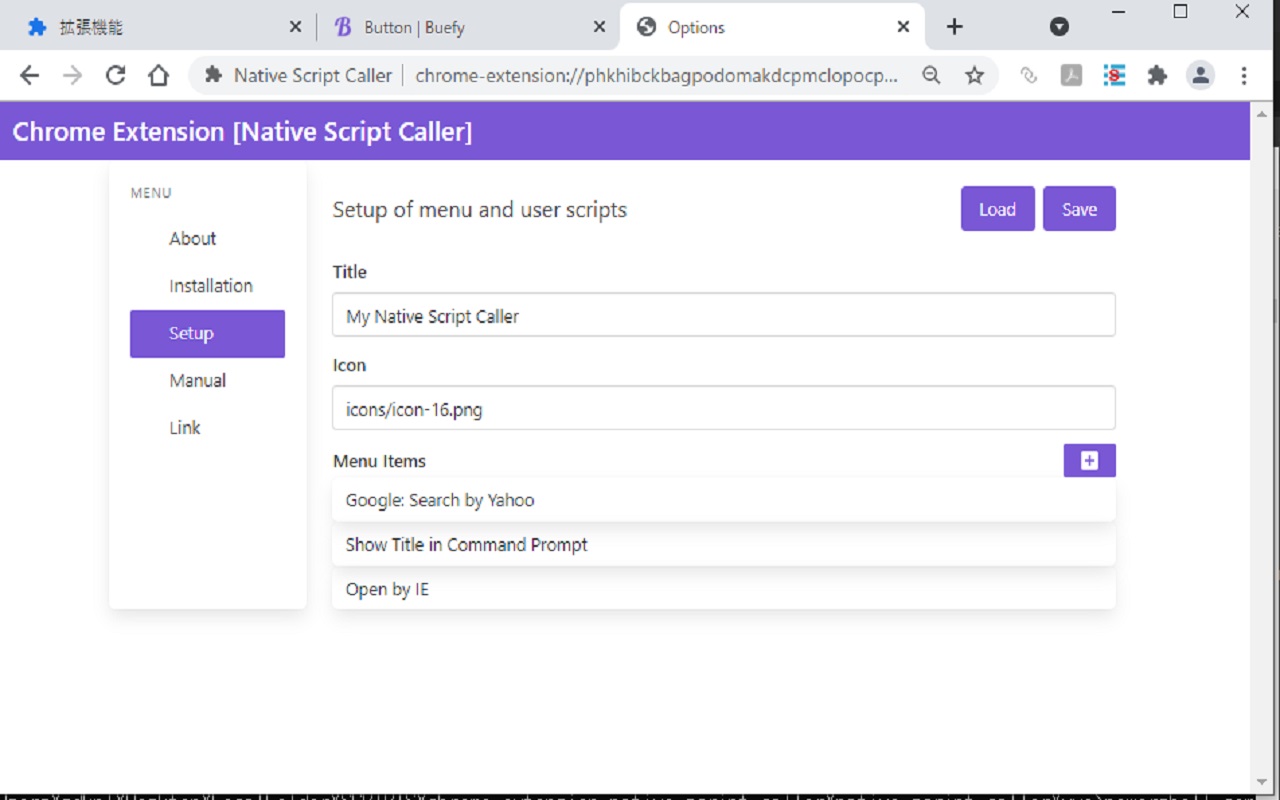 拡張機能
Button | Buefy
Options
Native Script Caller
chrome-extension://phkhibckbagpodomakdcpmclopocp...
Chrome Extension [Native Script Caller]
MENU
About
Installation
Setup
Manual
Link
Setup of menu and user scripts
Load
Save
Title
My Native Script Caller
Icon
icons/icon-16.png
Menu Items
Google: Search by Yahoo
Show Title in Command Prompt
Open by IE